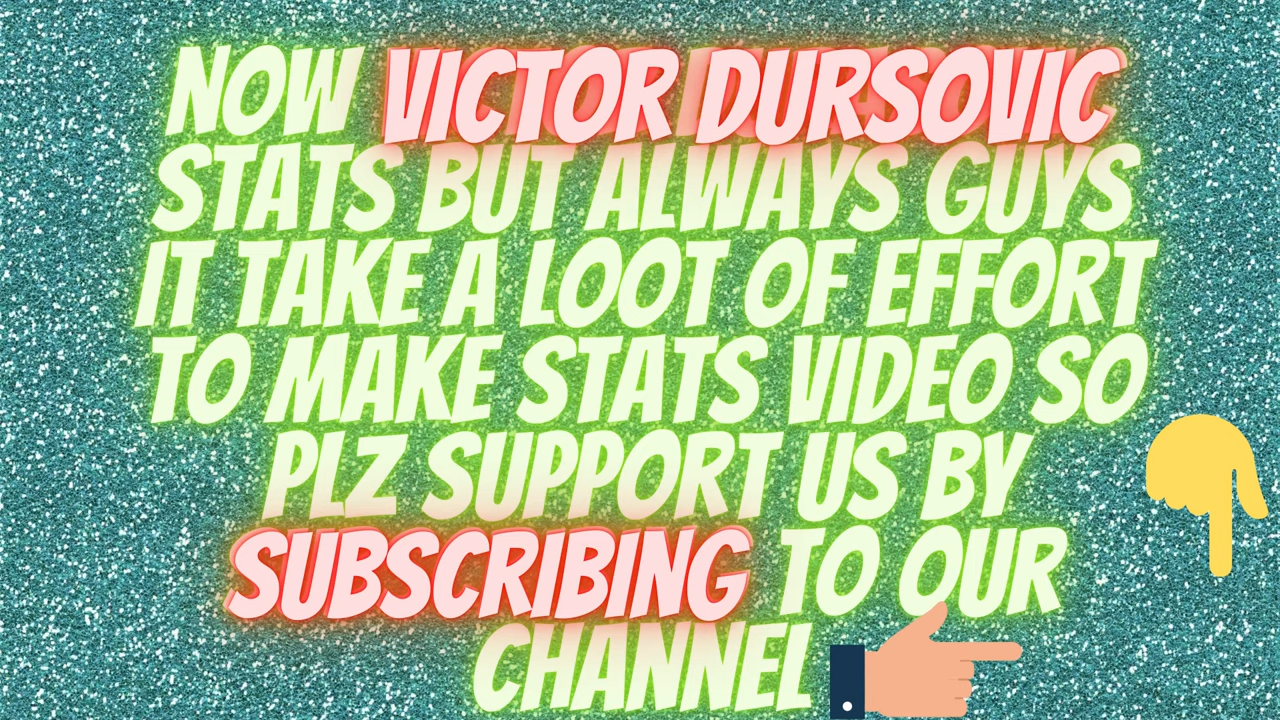 NOW VICTOR DURSOVIC
STATS BUT ALWAYS GUYS
IT TAKE A LOOT OF EFFORT
TO MAKE STATS VIDEO SO
PLZ SUPPORT US BY
SUBSCRIBING TO OUR
CHANNEL